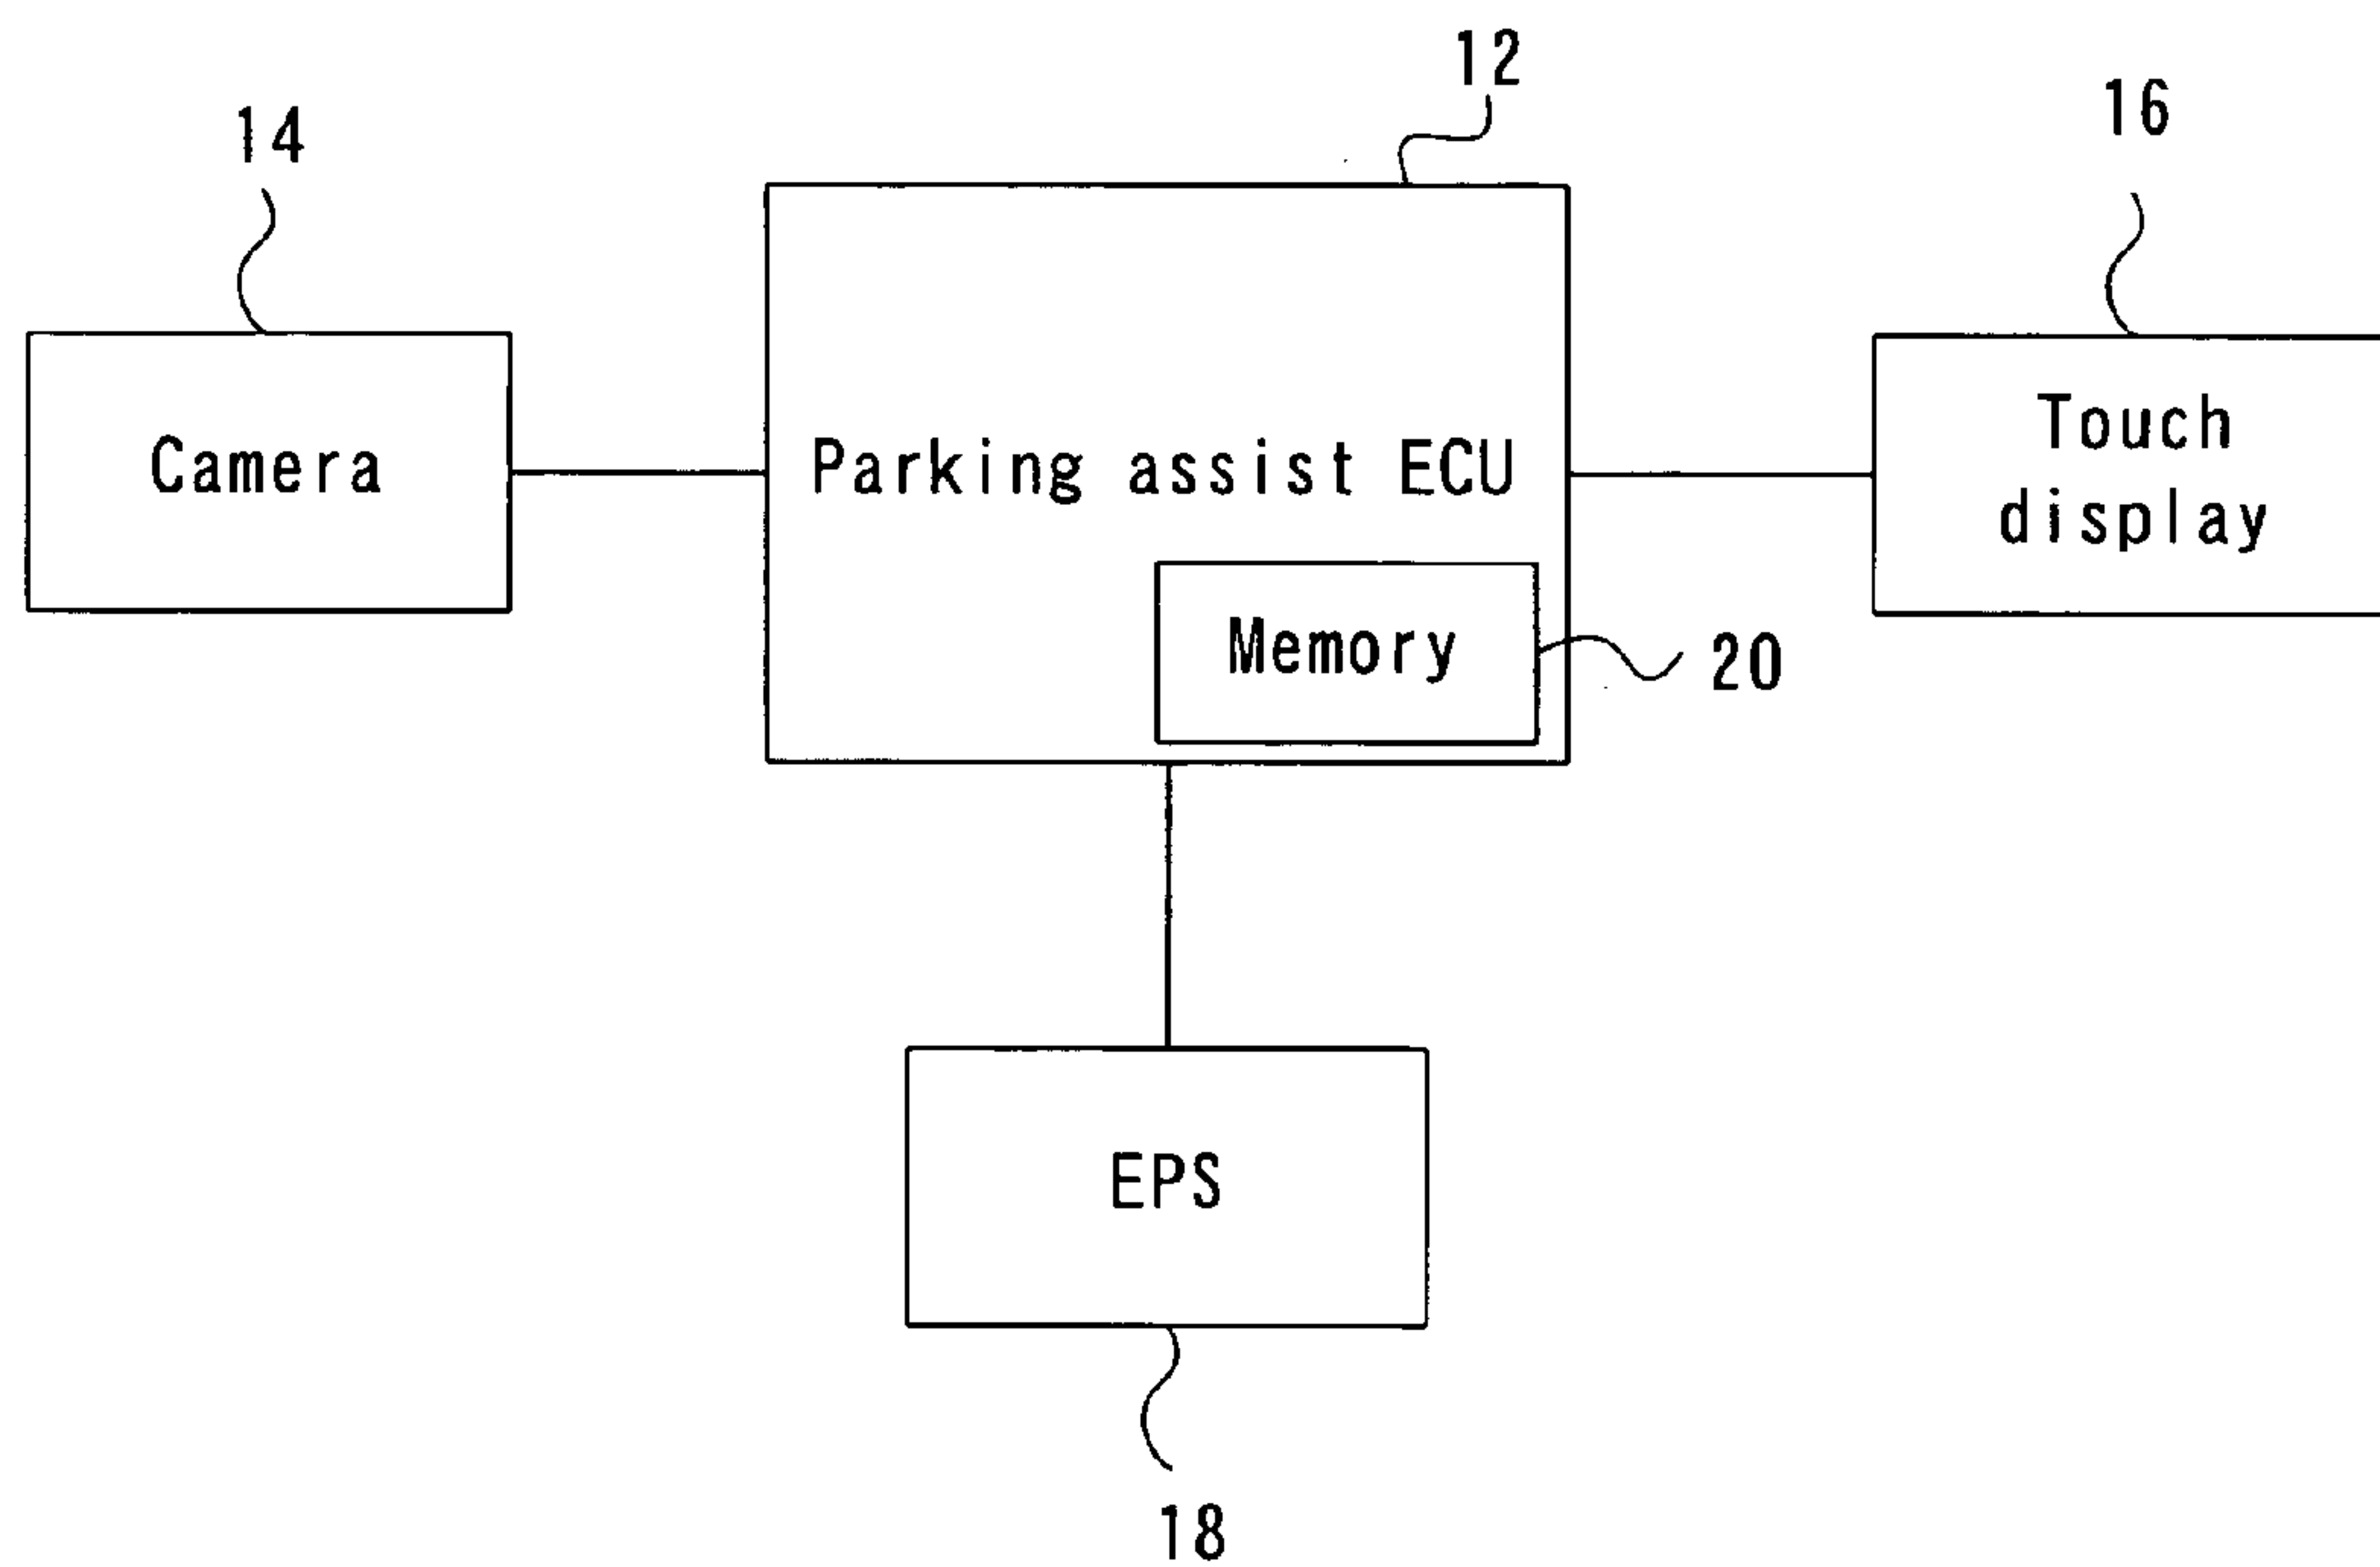 12
14
16
Camera
Parking assist ECU
Touch
display
Memory
20
EPS
18